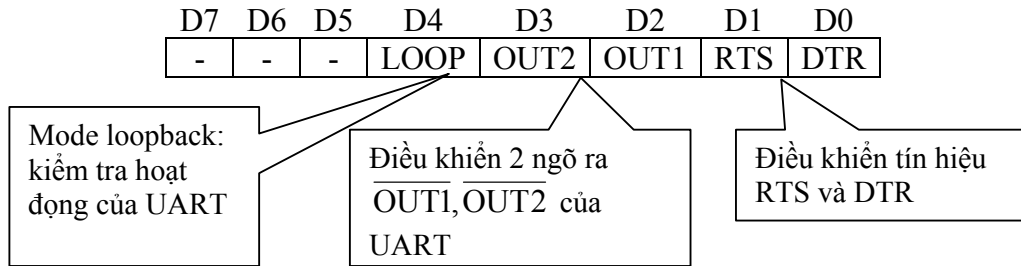 D7 D6 D5 D4 D3 D2 D1 D0
- - - LOOP OUT2 OUT1 RTS DTR
Mode loopback:
kiểm tra hoạt
đọng của UART
Điều khiển 2 ngõ ra
OUT1, OUT2 của
UART
Điều khiển tín hiệu
RTS và DTR